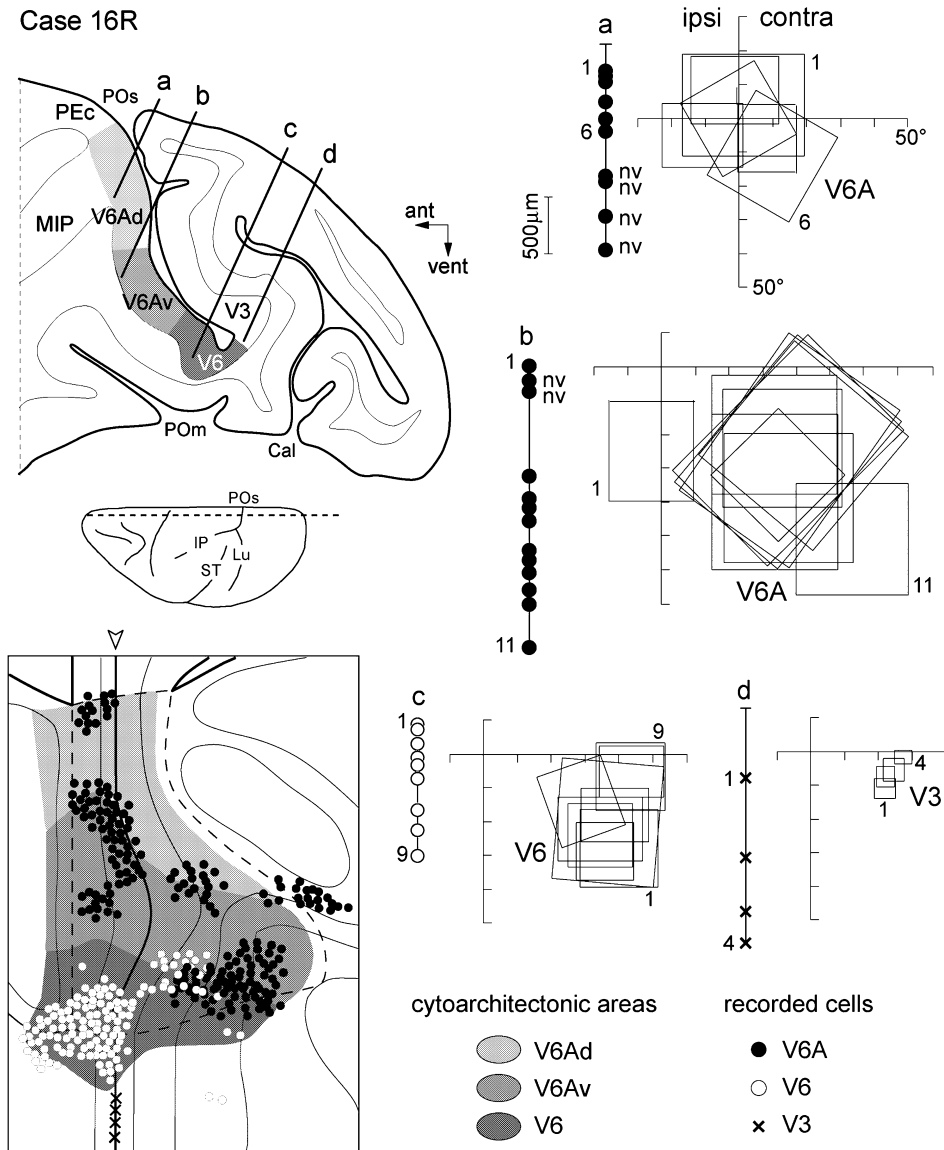 Case 16R
a
b
c
d
POs
PEc
MIP
V6Ad
V6Av
V3
V6
POm
Cal
ant
vent
POs
IP
ST
Lu
a
ipsi contra
1
6
nv
nv
nv
nv
500µm
1
50°
V6A
6
50°
b
1
nv
nv
11
1
V6A
11
c
1
9
9
V6
1
d
1
4
4
V3
1
cytoarchitectonic areas
V6Ad
V6Av
V6
recorded cells
V6A
V6
V3